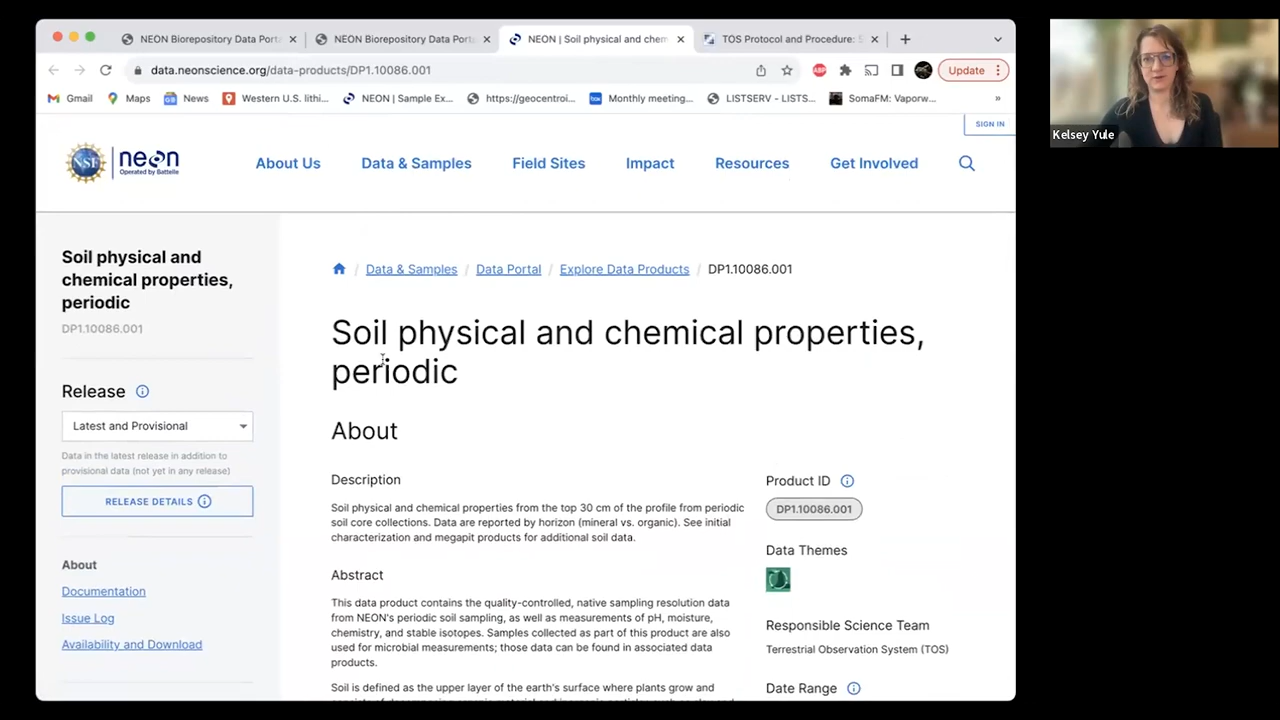 NEON Biorepository Data Port
NEON Biorepository Data Port
NEON | Soil physical and chem
TOS Protocol and Procedure: S
data.neonscience.org/data-products/DP1.10086.001
ABP
Update
Gmail
Maps
News
Western U.S. lithi...
NEON | Sample Ex...
https://geocentroi...
box
Monthly meeting...
LISTSERV - LISTS...
SomaFM: Vaporw...
»
Kelsey Yule
SIGN IN
NSF
neon
Operated by Battelle
About Us
Data & Samples
Field Sites
Impact
Resources
Get Involved
Soil physical and
chemical properties,
periodic
DP1.10086.001
Release
Latest and Provisional
Data in the latest release in addition to
provisional data (not yet in any release)
RELEASE DETAILS
About
Documentation
Issue Log
Availability and Download
Data & Samples / Data Portal / Explore Data Products / DP1.10086.001
Soil physical and chemical properties,
periodic
About
Description
Soil physical and chemical properties from the top 30 cm of the profile from periodic
soil core collections. Data are reported by horizon (mineral vs. organic). See initial
characterization and megapit products for additional soil data.
Abstract
This data product contains the quality-controlled, native sampling resolution data
from NEON's periodic soil sampling, as well as measurements of pH, moisture,
chemistry, and stable isotopes. Samples collected as part of this product are also
used for microbial measurements; those data can be found in associated data
products.
Soil is defined as the upper layer of the earth's surface where plants grow and
Product ID
DP1.10086.001
Data Themes
Responsible Science Team
Terrestrial Observation System (TOS)
Date Range